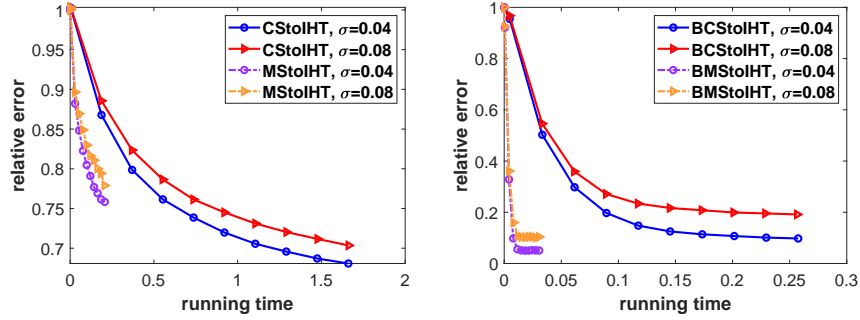 1
0.95
0.9
0.85
0.8
0.75
0.7
0
0.5
1
1.5
2
relative error
running time
CStoIHT, σ=0.04
CStoIHT, σ=0.08
MStoIHT, σ=0.04
MStoIHT, σ=0.08
1
0.8
0.6
0.4
0.2
0
0
0.05
0.1
0.15
0.2
0.25
0.3
relative error
running time
BCStoIHT, σ=0.04
BCStoIHT, σ=0.08
BMStoIHT, σ=0.04
BMStoIHT, σ=0.08